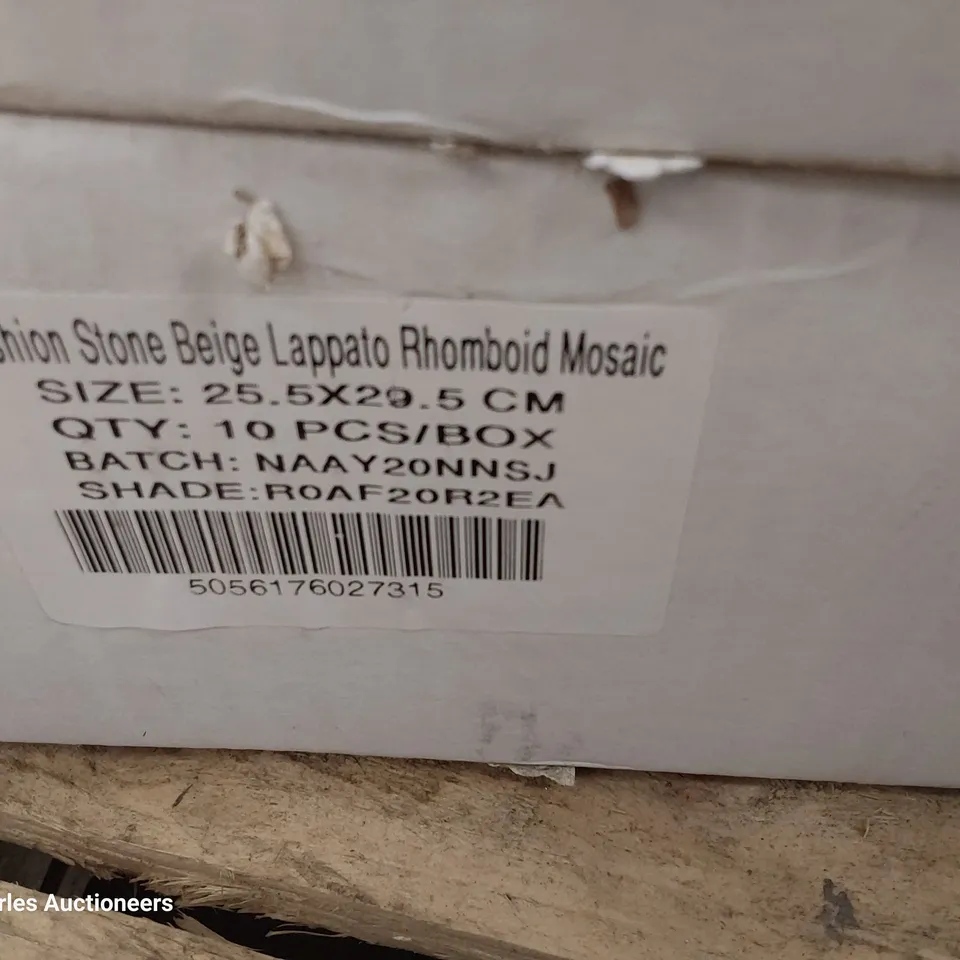 shion Stone Beige Lappato Rhomboid Mosaic
SIZE: 25.5X29.5 CM
QTY: 10 PCS/BOX
BATCH: NAAY20NNSJ
SHADE:R0AF20R2EA
5056176027315
rles Auctioneers